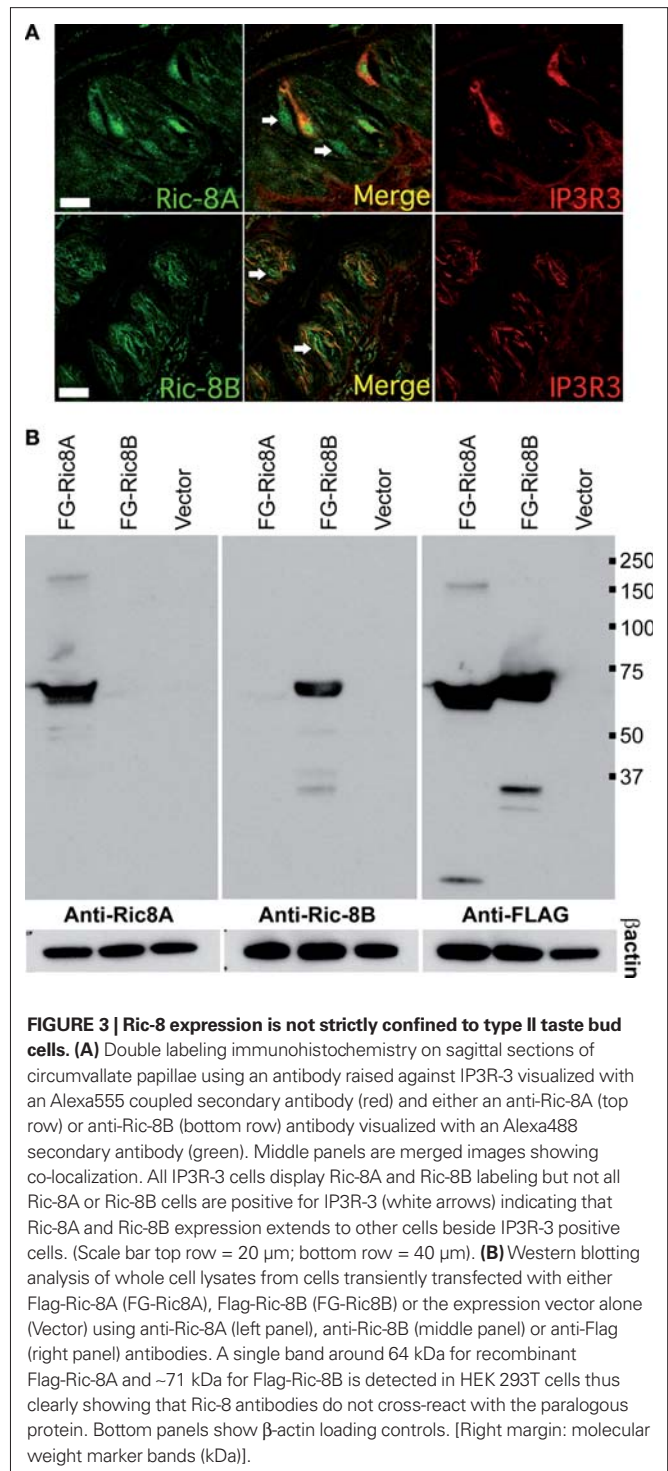 A
Ric-8A
Merge
IP3R3
Ric-8B
Merge
IP3R3
B
FG-Ric8A
FG-Ric8B
Vector
FG-Ric8A
FG-Ric8B
Vector
FG-Ric8A
FG-Ric8B
Vector
250
150
100
75
50
37
Anti-Ric8A
Anti-Ric-8B
Anti-FLAG
βactin
FIGURE 3 | Ric-8 expression is not strictly confined to type II taste bud
cells. (A) Double labeling immunohistochemistry on sagittal sections of
circumvallate papillae using an antibody raised against IP3R-3 visualized with
an Alexa555 coupled secondary antibody (red) and either an anti-Ric-8A (top
row) or anti-Ric-8B (bottom row) antibody visualized with an Alexa488
secondary antibody (green). Middle panels are merged images showing
co-localization. All IP3R-3 cells display Ric-8A and Ric-8B labeling but not all
Ric-8A or Ric-8B cells are positive for IP3R-3 (white arrows) indicating that
Ric-8A and Ric-8B expression extends to other cells beside IP3R-3 positive
cells. (Scale bar top row = 20 μm; bottom row = 40 μm). (B) Western blotting
analysis of whole cell lysates from cells transiently transfected with either
Flag-Ric-8A (FG-Ric8A), Flag-Ric-8B (FG-Ric8B) or the expression vector alone
(Vector) using anti-Ric-8A (left panel), anti-Ric-8B (middle panel) or anti-Flag
(right panel) antibodies. A single band around 64 kDa for recombinant
Flag-Ric-8A and ~71 kDa for Flag-Ric-8B is detected in HEK 293T cells thus
clearly showing that Ric-8 antibodies do not cross-react with the paralogous
protein. Bottom panels show β-actin loading controls. [Right margin: molecular
weight marker bands (kDa)].